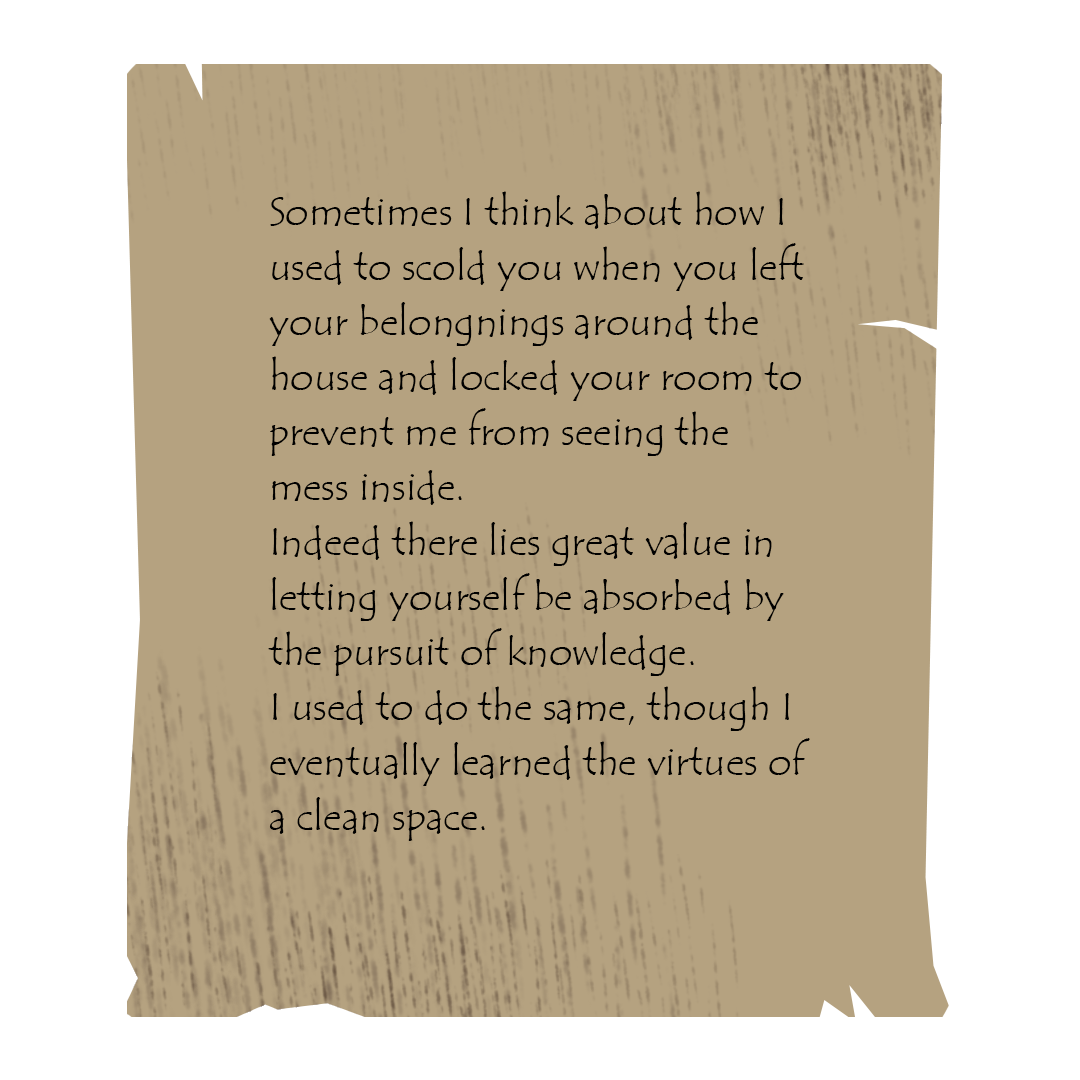 Sometimes I think about how I
used to scold you when you left
your belongnings around the
house and locked your room to
prevent me from seeing the
mess inside.
Indeed there lies great value in
letting yourself be absorbed by
the pursuit of knowledge.
I used to do the same, though I
eventually learned the virtues of
a clean space.